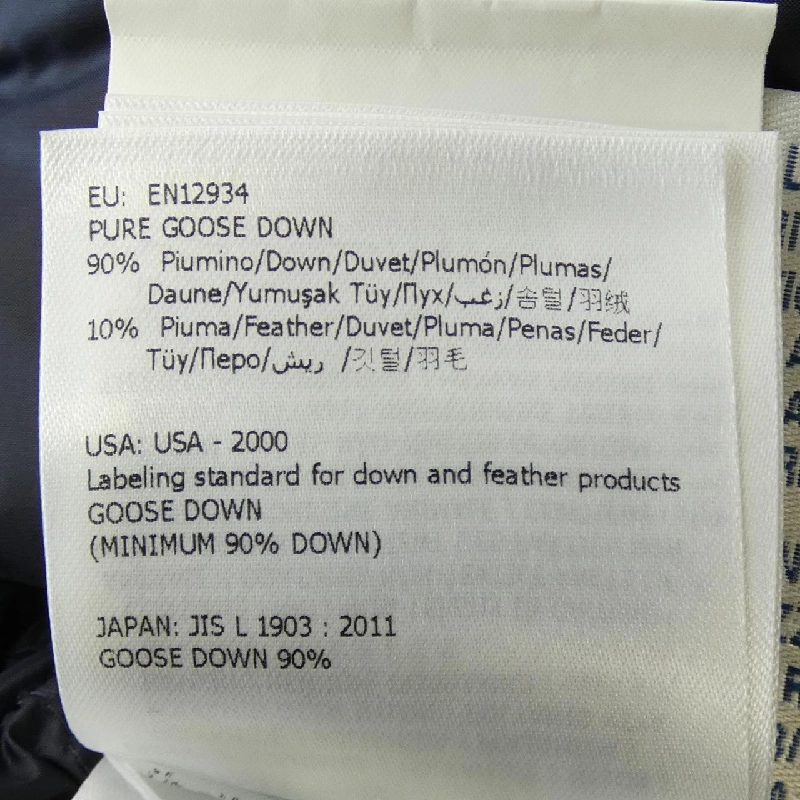 EU: EN12934
PURE GOOSE DOWN
90% Piumino/Down/Duvet/Plumón/Plumas/
Daune/Yumuşak Tüy/Пух/زغب/솜털/羽绒
10% Piuma/Feather/Duvet/Pluma/Penas/Feder/
Tüy/Перо/ريش /깃털/羽毛
USA: USA - 2000
Labeling standard for down and feather products
GOOSE DOWN
(MINIMUM 90% DOWN)
JAPAN: JIS L 1903 : 2011
GOOSE DOWN 90%